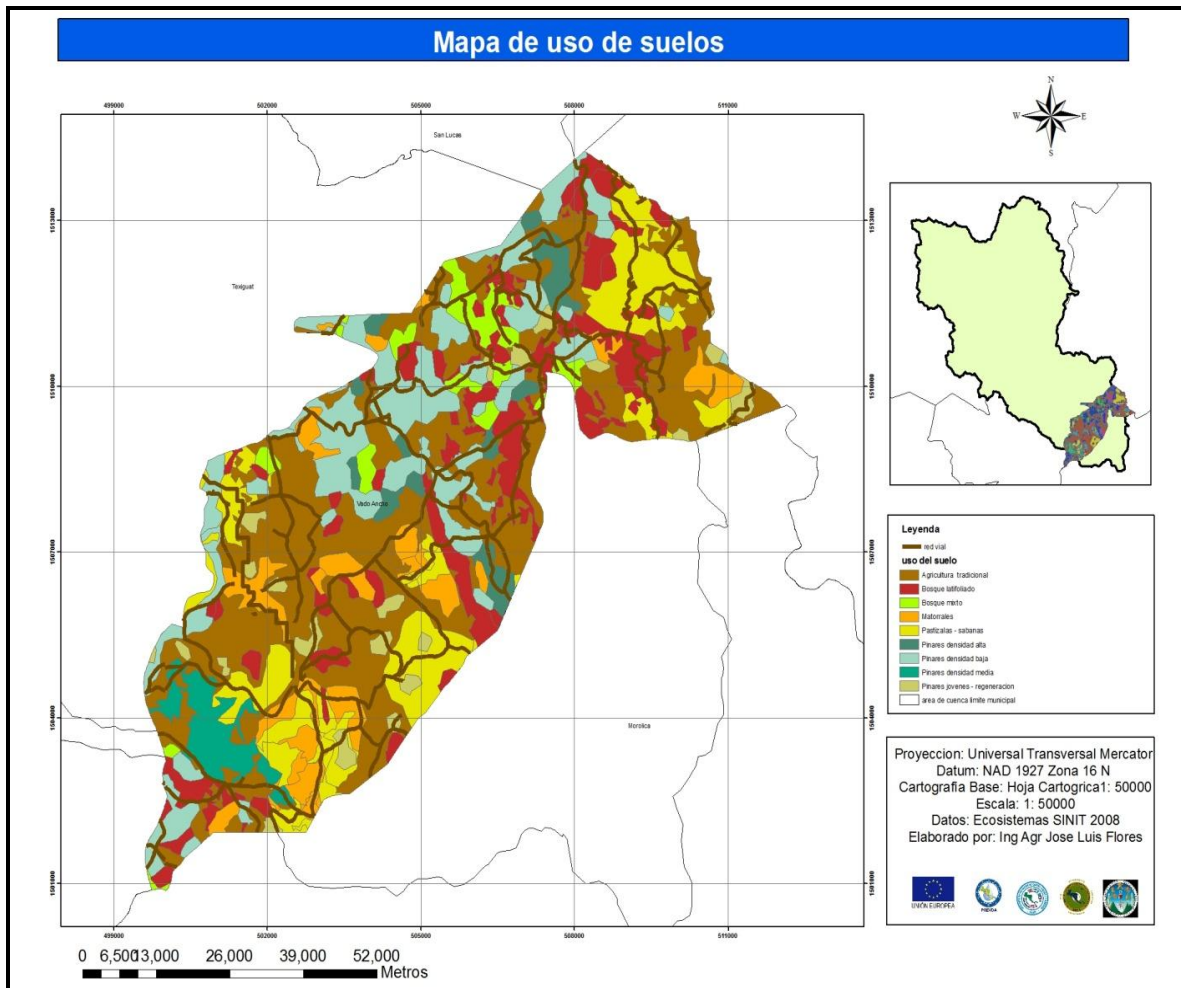 Mapa de uso de suelos
N
W E
S
499000 502000 505000 508000 511000
San Lucas
1513000 1513000
Texiguat
1510000 1510000
Vado Ancho
1507000 1507000
Morolica
1504000 1504000
1501000 1501000
499000 502000 505000 508000 511000
0 6,500 13,000 26,000 39,000 52,000
Metros
Leyenda
red vial
uso del suelo
Agricultura tradicional
Bosque latifoliado
Bosque mixto
Matorrales
Pastizalas - sabanas
Pinares densidad alta
Pinares densidad baja
Pinares densidad media
Pinares jovenes - regeneracion
area de cuenca limite municipal
Proyeccion: Universal Transversal Mercator
Datum: NAD 1927 Zona 16 N
Cartografia Base: Hoja Cartogrica1: 50000
Escala: 1: 50000
Datos: Ecosistemas SINIT 2008
Elaborado por: Ing Agr Jose Luis Flores
UNIÓN EUROPEA